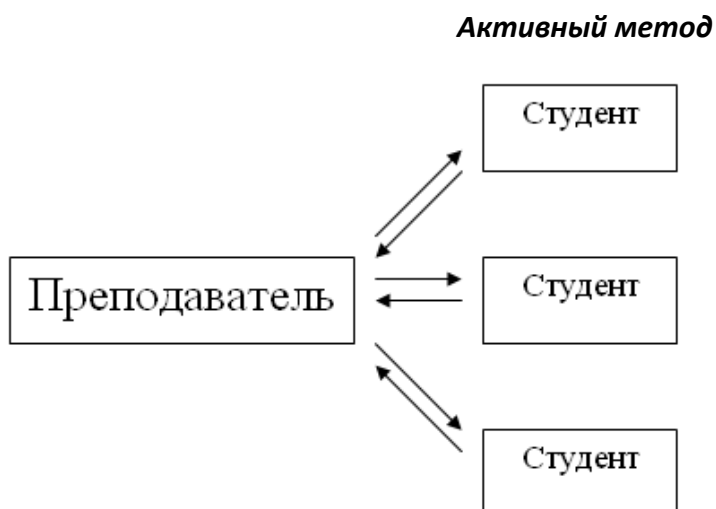 Активный метод
Студент
Преподаватель
Студент
Студент